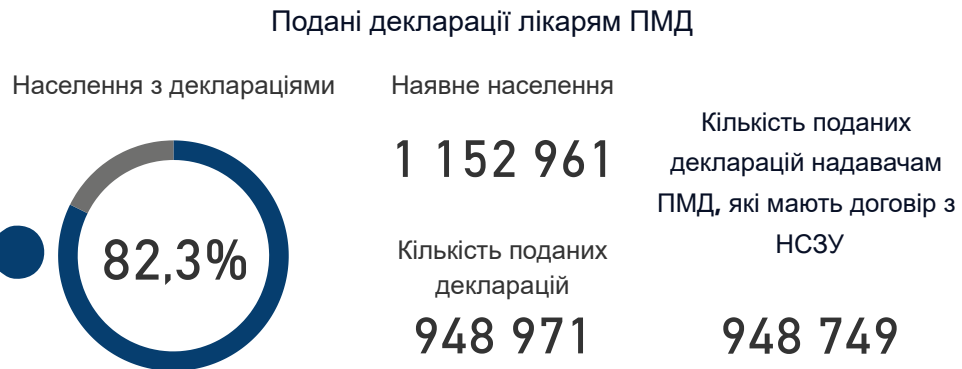 Подані декларації лікарям ПМД
Населення з деклараціями
82,3%
Наявне населення
1 152 961
Кількість поданих
декларацій
948 971
Кількість поданих
декларацій надавачам
ПМД, які мають договір з
НСЗУ
948 749